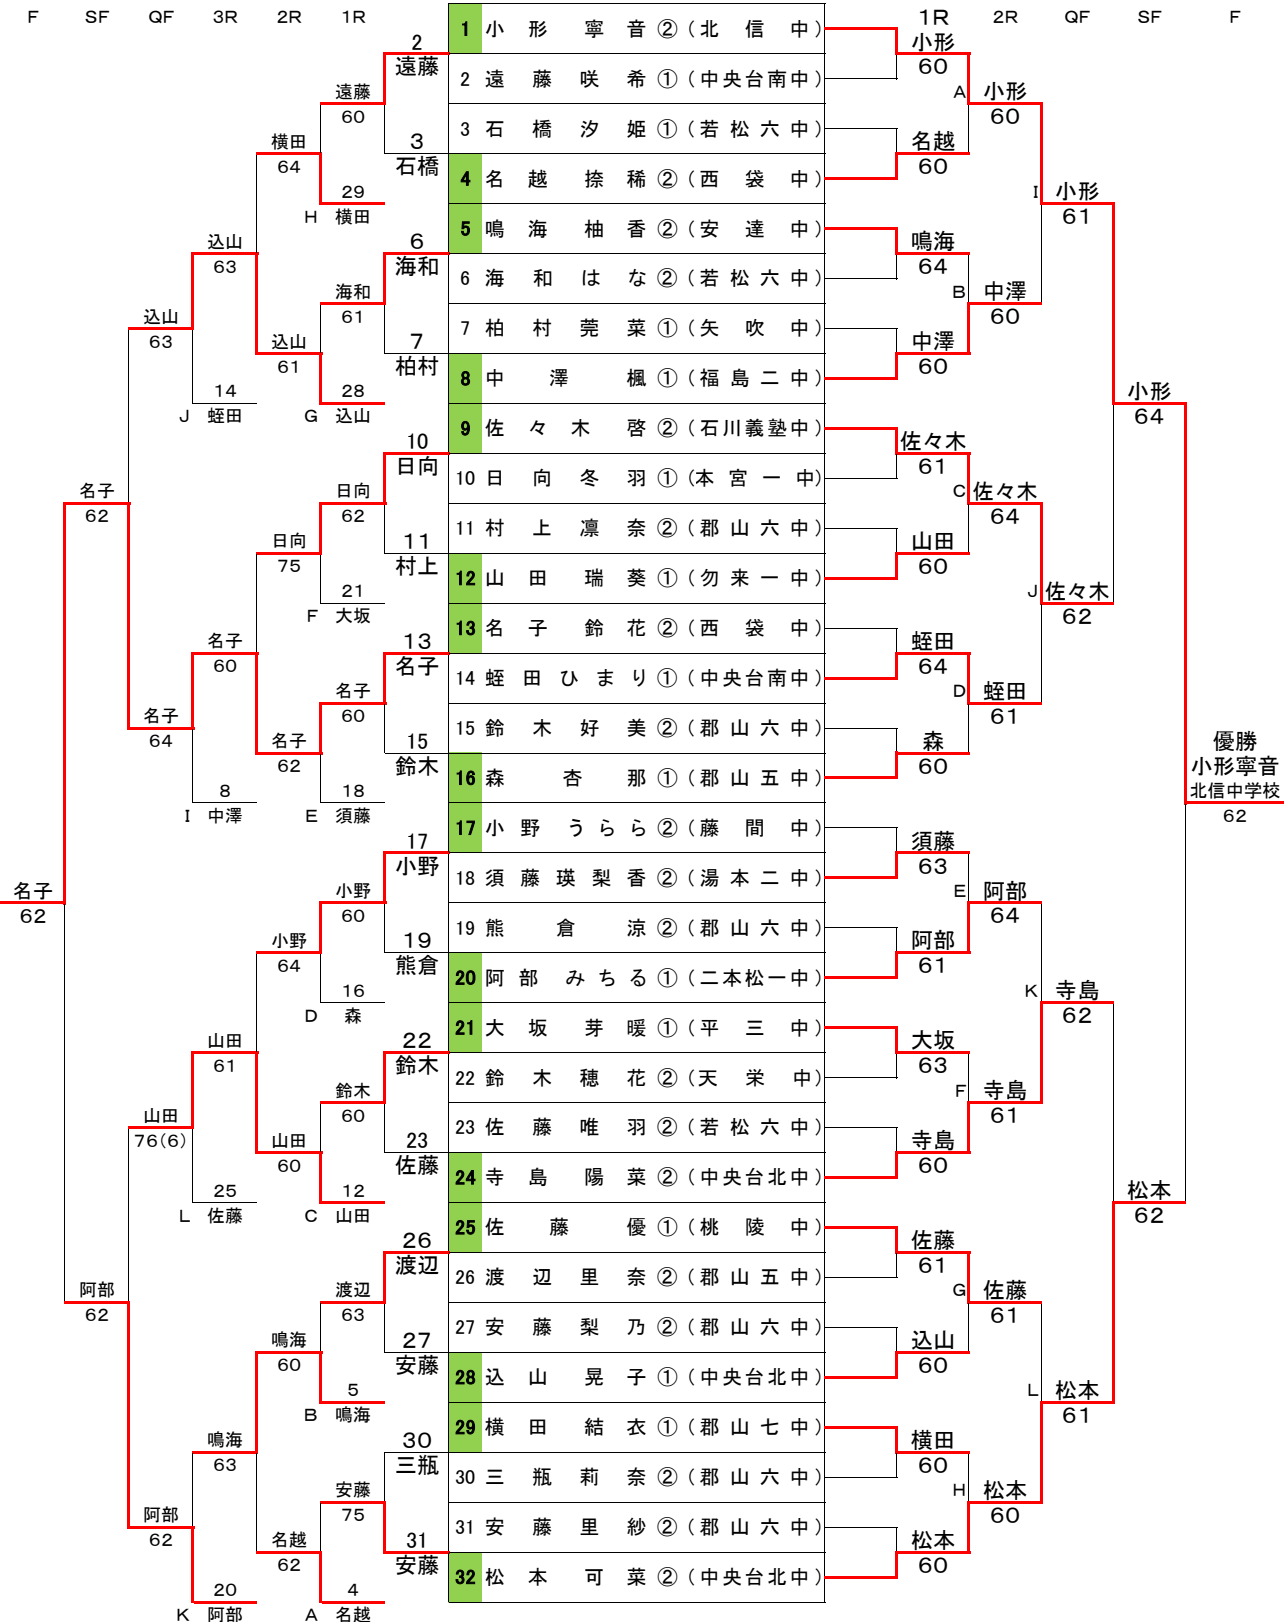 F SF QF 3R 2R 1R
1R 2R QF SF F
1 小形寧音 ② (北信中)
2 遠藤咲希 ① (中央台南中)
3 石橋汐姫 ① (若松六中)
4 名越捺稀 ② (西袋中)
5 鳴海柚香 ② (安達中)
6 海和はな ② (若松六中)
7 柏村莞菜 ① (矢吹中)
8 中澤楓 ① (福島二中)
9 佐々木啓 ② (石川義塾中)
10 日向冬羽 ① (本宮一中)
11 村上凛奈 ② (郡山六中)
12 山田瑞葵 ① (勿来一中)
13 名子鈴花 ② (西袋中)
14 蛭田ひまり ① (中央台南中)
15 鈴木好美 ② (郡山六中)
16 森杏那 ① (郡山五中)
17 小野うらら ② (藤間中)
18 須藤瑛梨香 ② (湯本二中)
19 熊倉涼 ② (郡山六中)
20 阿部みちる ① (二本松一中)
21 大坂芽暖 ① (平三中)
22 鈴木穂花 ② (天栄中)
23 佐藤唯羽 ② (若松六中)
24 寺島陽菜 ② (中央台北中)
25 佐藤優 ① (桃陵中)
26 渡辺里奈 ② (郡山五中)
27 安藤梨乃 ② (郡山六中)
28 込山晃子 ① (中央台北中)
29 横田結衣 ① (郡山七中)
30 三瓶莉奈 ② (郡山六中)
31 安藤里紗 ② (郡山六中)
32 松本可菜 ② (中央台北中)
小形
60
名越
60
鳴海
64
中澤
60
佐々木
61
山田
60
蛭田
64
森
60
須藤
63
阿部
61
大坂
63
寺島
60
佐藤
61
込山
60
横田
60
松本
60
A 小形
60
B 中澤
60
C 佐々木
64
D 蛭田
61
E 阿部
64
F 寺島
61
G 佐藤
61
H 松本
60
I 小形
61
J 佐々木
62
K 寺島
62
L 松本
61
小形
64
松本
62
優勝
小形寧音
北信中学校
62
2
遠藤
3
石橋
6
海和
7
柏村
10
日向
11
村上
13
名子
15
鈴木
17
小野
19
熊倉
22
鈴木
23
佐藤
26
渡辺
27
安藤
30
三瓶
31
安藤
遠藤
60
29
H 横田
海和
61
28
G 込山
日向
62
21
F 大坂
名子
60
18
E 須藤
小野
60
16
D 森
鈴木
60
12
C 山田
渡辺
63
5
B 鳴海
安藤
75
4
A 名越
横田
64
込山
61
日向
75
名子
62
小野
64
山田
60
鳴海
60
名越
62
込山
63
14
J 蛭田
名子
60
8
I 中澤
山田
61
25
L 佐藤
鳴海
63
20
K 阿部
込山
63
名子
64
山田
76(6)
阿部
62
名子
62
阿部
62
名子
62